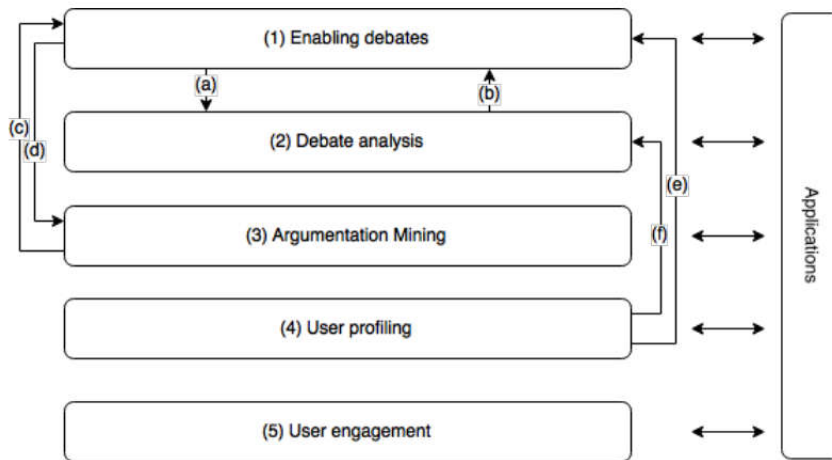 (1) Enabling debates
(a)
(b)
(2) Debate analysis
(c)
(d)
(e)
(3) Argumentation Mining
(f)
(4) User profiling
(5) User engagement
Applications